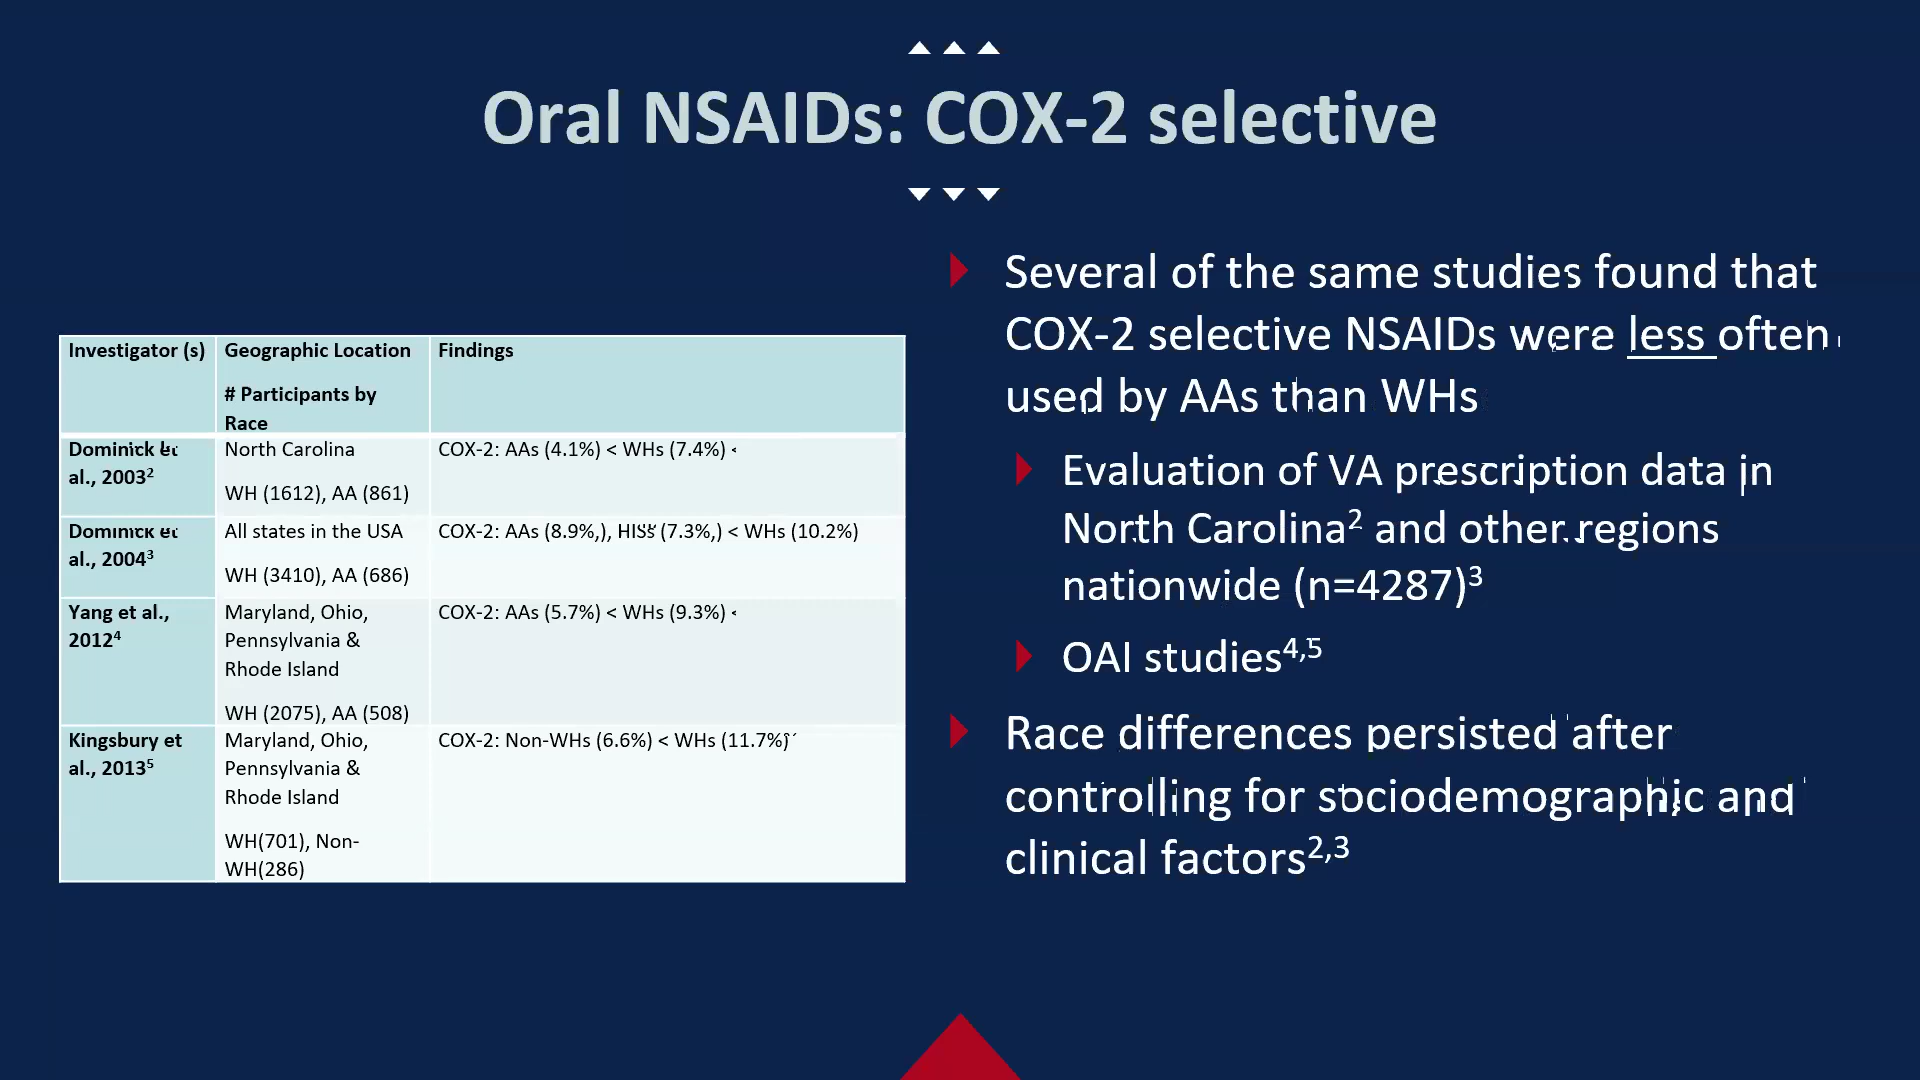 Oral NSAIDs: COX-2 selective
Investigator (s)
Geographic Location
# Participants by
Race
Findings
Dominick et
al., 2003²
North Carolina
WH (1612), AA (861)
COX-2: AAs (4.1%) < WHs (7.4%)
Dominick et
al., 2004³
All states in the USA
WH (3410), AA (686)
COX-2: AAs (8.9%,), HISs (7.3%,) < WHs (10.2%)
Yang et al.,
2012⁴
Maryland, Ohio,
Pennsylvania &
Rhode Island
WH (2075), AA (508)
COX-2: AAs (5.7%) < WHs (9.3%)
Kingsbury et
al., 2013⁵
Maryland, Ohio,
Pennsylvania &
Rhode Island
WH(701), Non-
WH(286)
COX-2: Non-WHs (6.6%) < WHs (11.7%)
Several of the same studies found that
COX-2 selective NSAIDs were less often
used by AAs than WHs
Evaluation of VA prescription data in
North Carolina² and other regions
nationwide (n=4287)³
OAI studies⁴,⁵
Race differences persisted after
controlling for sociodemographic and
clinical factors²,³